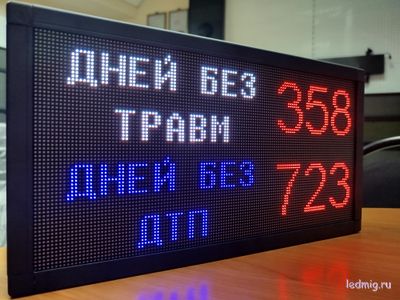 ДНЕЙ БЕЗ
ТРАВМ
358
ДНЕЙ БЕЗ
ДТП
723
ledmig.ru